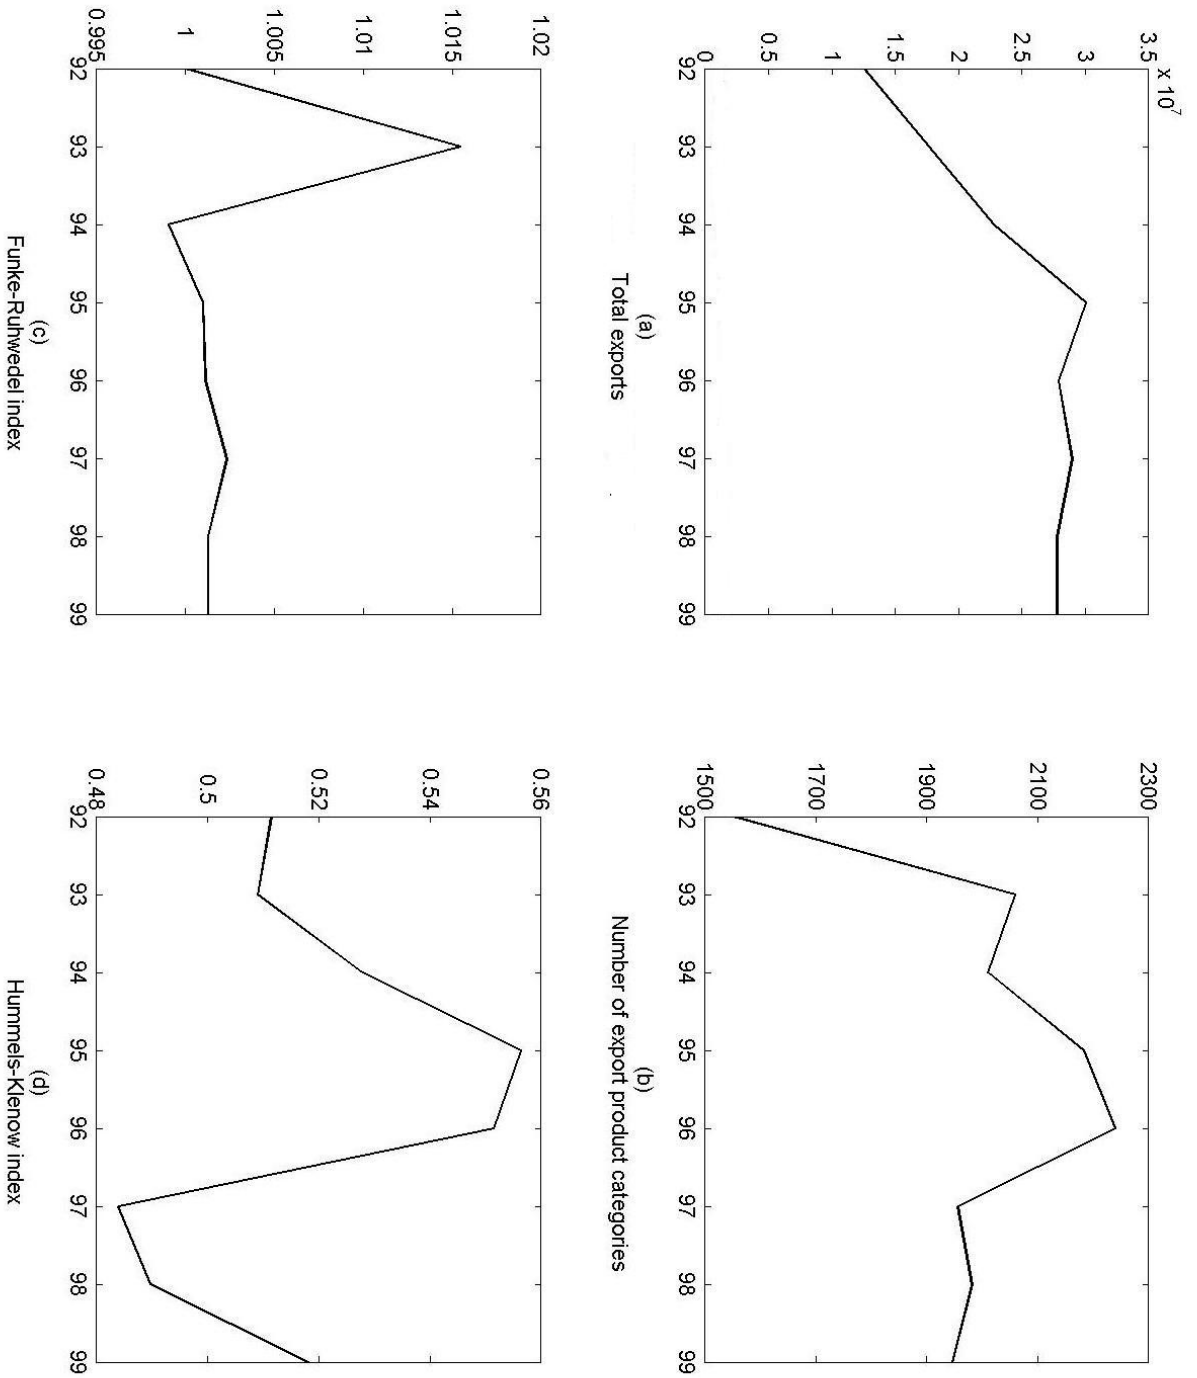 x 10⁷
3.5
3
2.5
2
1.5
1
0.5
0
92 93 94 95 96 97 98 99
(a)
Total exports
2300
2100
1900
1700
1500
92 93 94 95 96 97 98 99
(b)
Number of export product categories
1.02
1.015
1.01
1.005
1
0.995
92 93 94 95 96 97 98 99
(c)
Funke-Ruhwedel index
0.56
0.54
0.52
0.5
0.48
92 93 94 95 96 97 98 99
(d)
Hummels-Klenow index